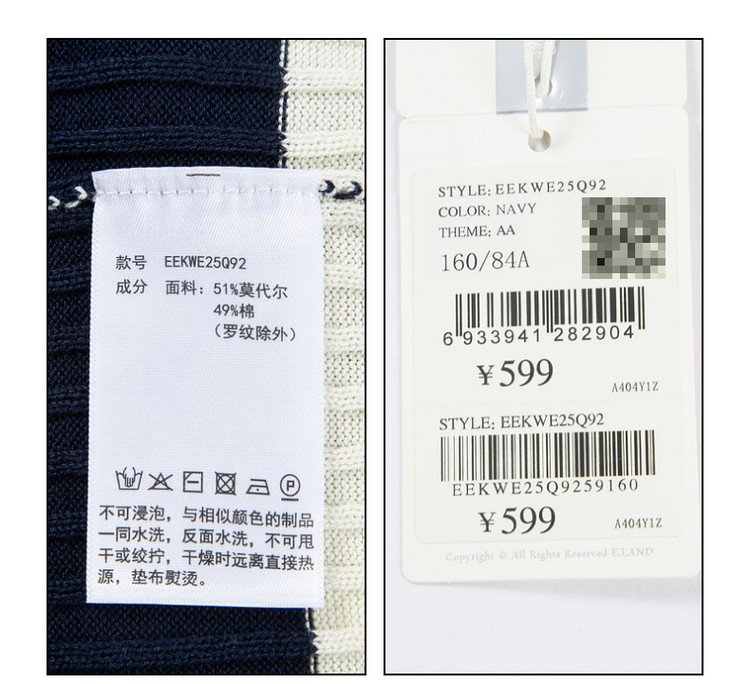 款号 EEKWE25Q92
成分 面料：51%莫代尔
49%棉
（罗纹除外）
P
不可浸泡，与相似颜色的制品
一同水洗，反面水洗，不可甩
干或绞拧，干燥时远离直接热
源，垫布熨烫。
STYLE: EEKWE25Q92
COLOR: NAVY
THEME: AA
160/84A
6 933941 282904
¥599
A404Y1Z
STYLE: EEKWE25Q92
EEKWE25Q9259160
¥599
A404Y1Z
Copyright © All Rights Reserved E.LAND